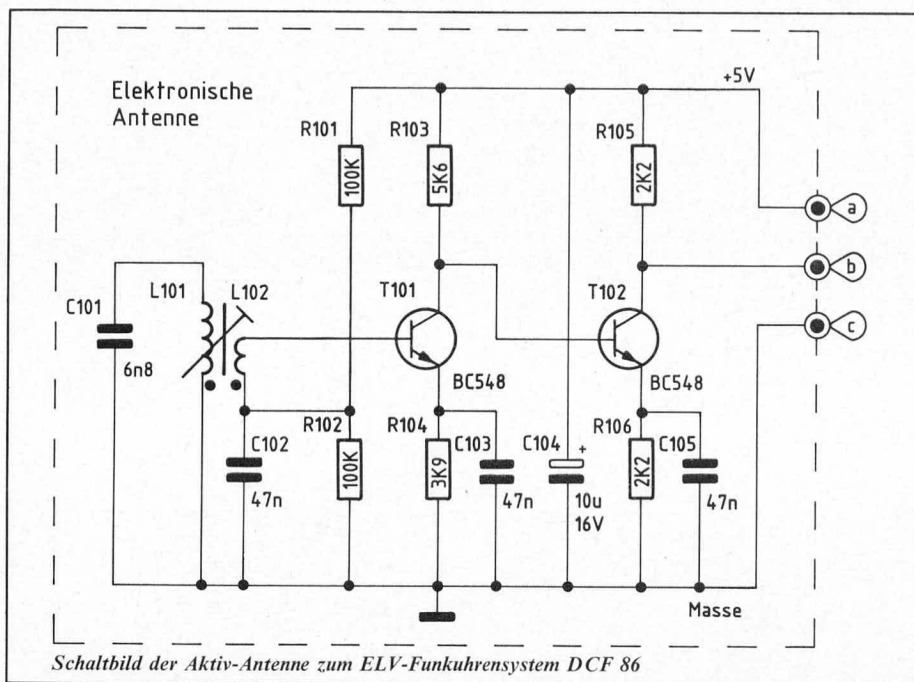 Elektronische
Antenne
+5V
R101
100K
R103
5K6
R105
2K2
a
b
c
C101
6n8
L101
L102
T101
BC548
T102
BC548
C102
47n
R102
100K
R104
3K9
C103
47n
C104
+
10u
16V
R106
2K2
C105
47n
Masse
Schaltbild der Aktiv-Antenne zum ELV-Funkuhrensystem DCF 86